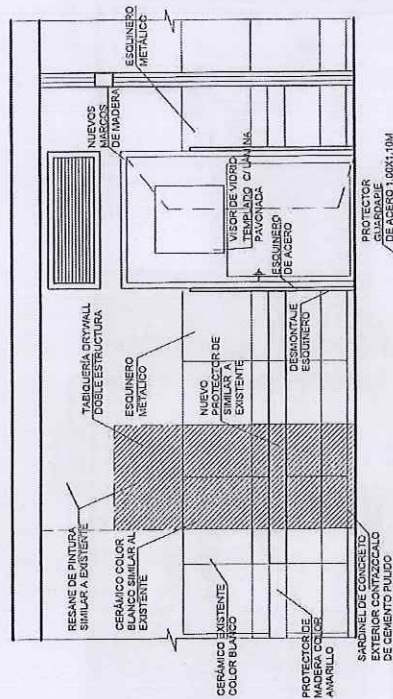 RESANE DE PINTURA
SIMILAR A EXISTENTE
CERÁMICO COLOR
BLANCO SIMILAR AL
EXISTENTE
CERÁMICO EXISTENTE
COLOR BLANCO
PROTECTOR DE
MADERA COLOR
AMARILLO
SARDINEL DE CONCRETO
EXTERIOR CONTAZOCALO
DE CEMENTO PULIDO
TABIQUERÍA DRYWALL
DOBLE ESTRUCTURA
ESQUINERO
METÁLICO
NUEVO
PROTECTOR DE
SIMILAR A
EXISTENTE
DESMONTAJE
ESQUINERO
NUEVOS
MARCOS
DE MADERA
VISOR DE VIDRIO
TEMPLADO C/ LÁMINA
PAVONADA
ESQUINERO
DE ACERO
ESQUINERO
METÁLICO
PROTECTOR
GUARDAPIE
DE ACERO 1.00X1.10M